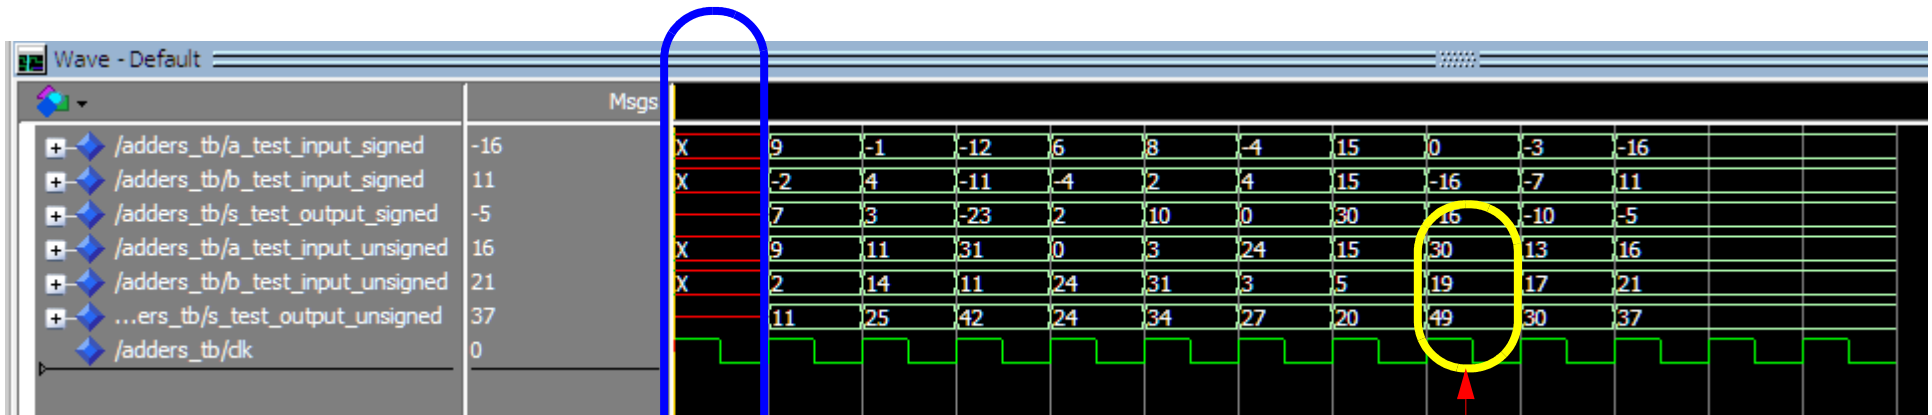 Wave - Default
Msgs
/adders_tb/a_test_input_signed -16 X 9 -1 -12 6 8 -4 15 0 -3 -16
/adders_tb/b_test_input_signed 11 X -2 4 -11 -4 2 4 15 -16 -7 11
/adders_tb/s_test_output_signed -5 7 3 -23 2 10 0 30 -16 -10 -5
/adders_tb/a_test_input_unsigned 16 X 9 11 31 0 3 24 15 30 13 16
/adders_tb/b_test_input_unsigned 21 X 2 14 11 24 31 3 5 19 17 21
...ers_tb/s_test_output_unsigned 37 11 25 42 24 34 27 20 49 30 37
/adders_tb/clk 0